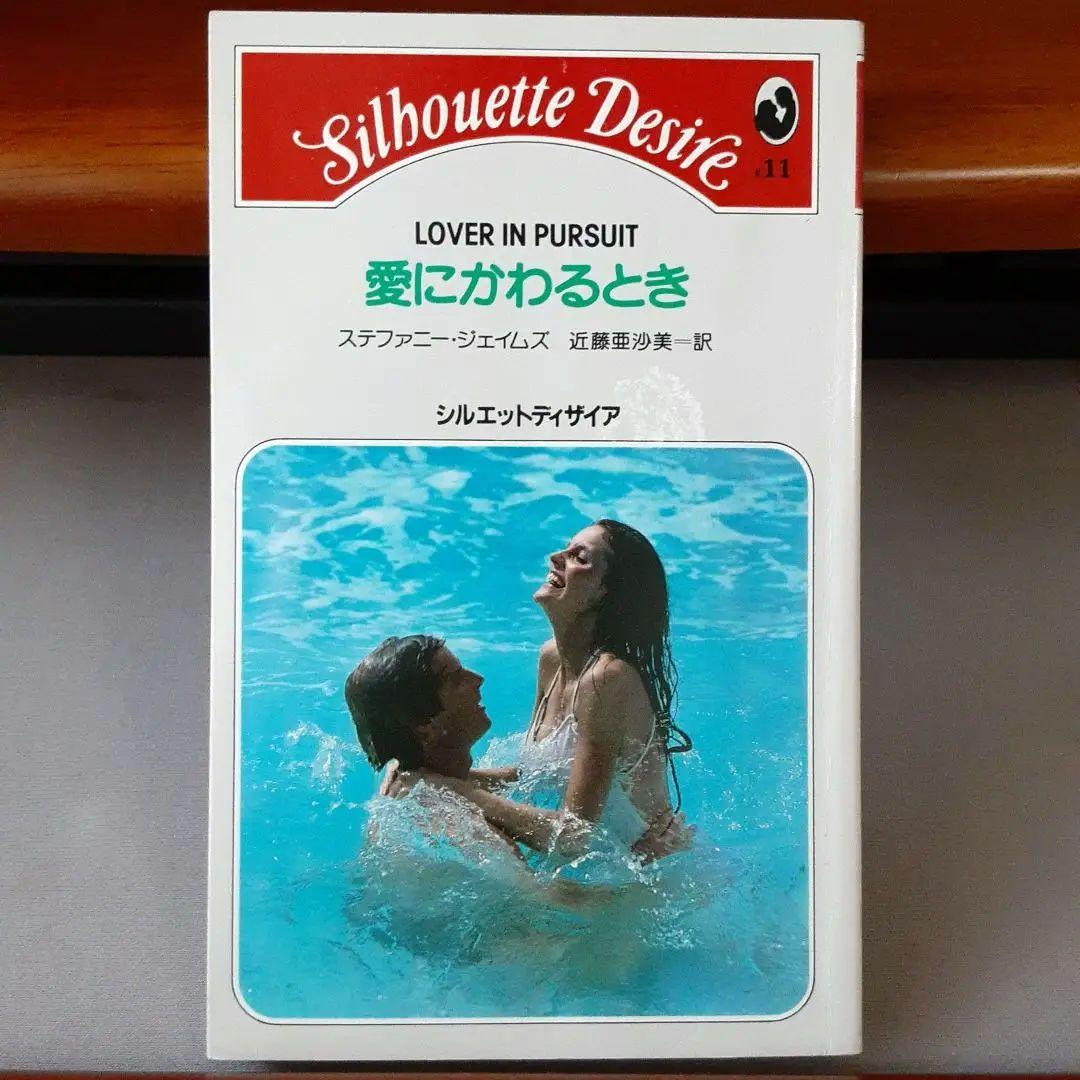 Silhouette Desire
#11
LOVER IN PURSUIT
愛にかわるとき
ステファニー・ジェイムズ 近藤亜沙美＝訳
シルエットディザイア